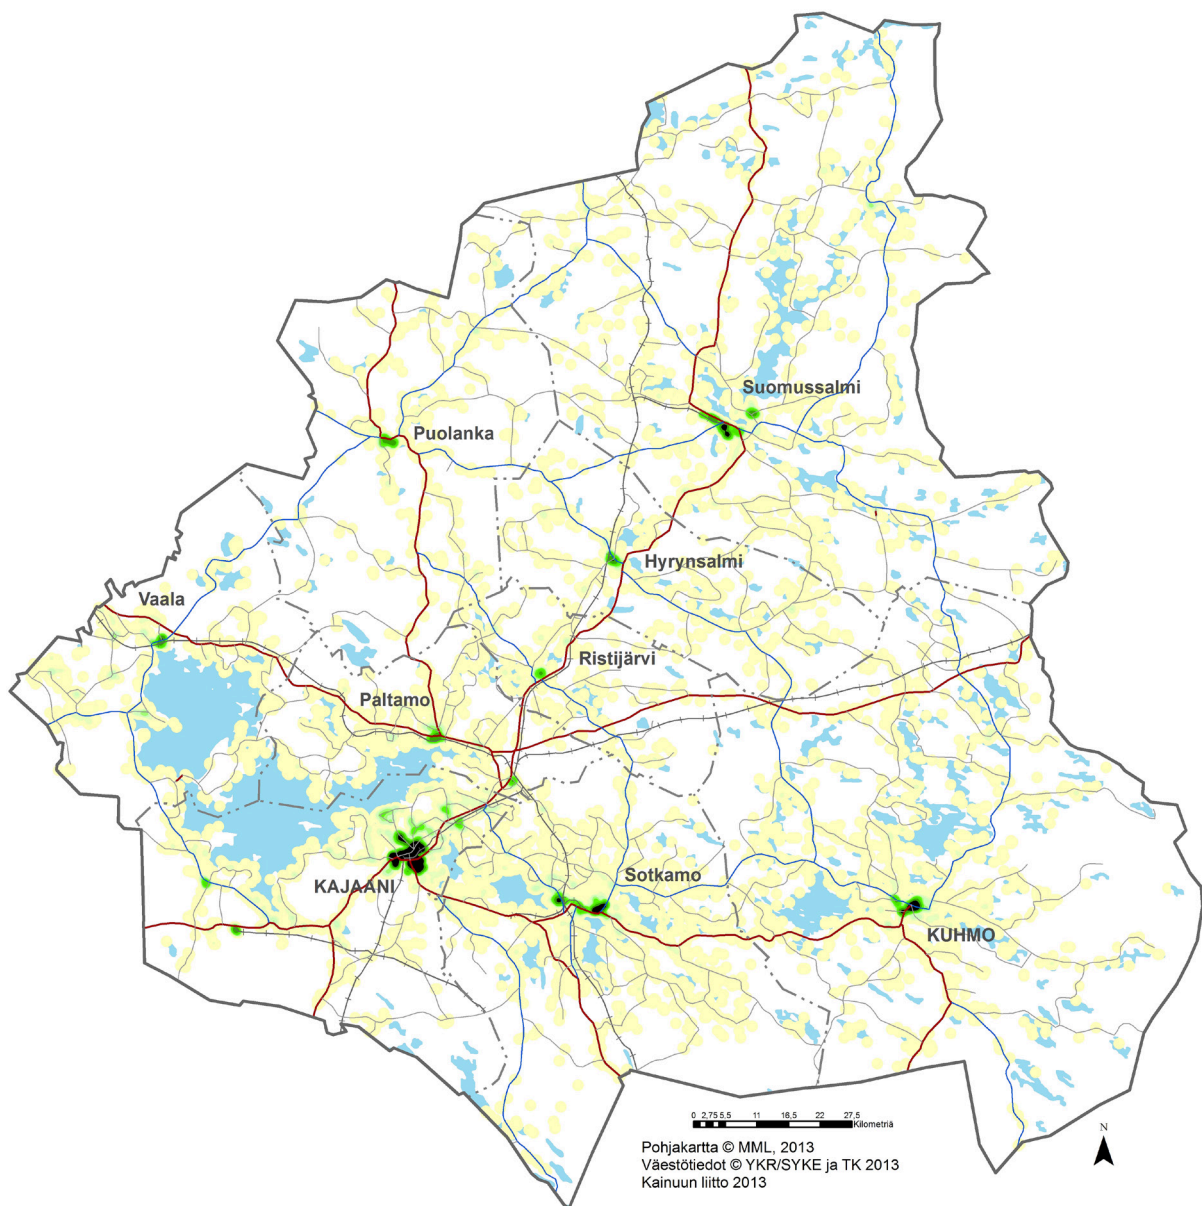 Suomussalmi
Puolanka
Hyrynsalmi
Vaala
Ristijärvi
Paltamo
Sotkamo
KAJAANI
KUHMO
0 2,75 5,5 11 16,5 22 27,5
Kilometriä
N
Pohjakartta © MML, 2013
Väestötiedot © YKR/SYKE ja TK 2013
Kainuun liitto 2013